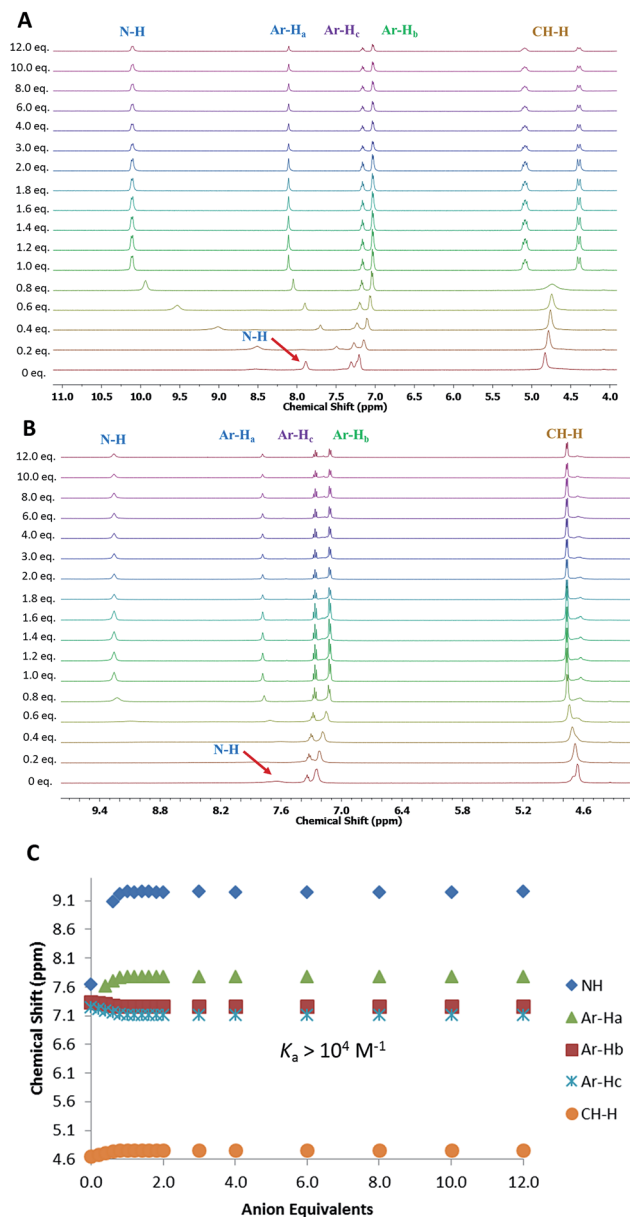 A
N-H Ar-Ha Ar-Hc Ar-Hb CH-H
12.0 eq.
10.0 eq.
8.0 eq.
6.0 eq.
4.0 eq.
3.0 eq.
2.0 eq.
1.8 eq.
1.6 eq.
1.4 eq.
1.2 eq.
1.0 eq.
0.8 eq.
0.6 eq.
0.4 eq.
N-H
0.2 eq.
0 eq.
11.0 10.5 10.0 9.5 9.0 8.5 8.0 7.5 7.0 6.5 6.0 5.5 5.0 4.5 4.0
Chemical Shift (ppm)
B
N-H Ar-Ha Ar-Hc Ar-Hb CH-H
12.0 eq.
10.0 eq.
8.0 eq.
6.0 eq.
4.0 eq.
3.0 eq.
2.0 eq.
1.8 eq.
1.6 eq.
1.4 eq.
1.2 eq.
1.0 eq.
0.8 eq.
0.6 eq.
0.4 eq.
N-H
0.2 eq.
0 eq.
9.4 8.8 8.2 7.6 7.0 6.4 5.8 5.2 4.6
Chemical Shift (ppm)
C
9.1
8.6
8.1
7.6
7.1
6.6
6.1
5.6
5.1
4.6
Chemical Shift (ppm)
Ka > 10⁴ M⁻¹
NH
Ar-Ha
Ar-Hb
Ar-Hc
CH-H
0.0 2.0 4.0 6.0 8.0 10.0 12.0
Anion Equivalents